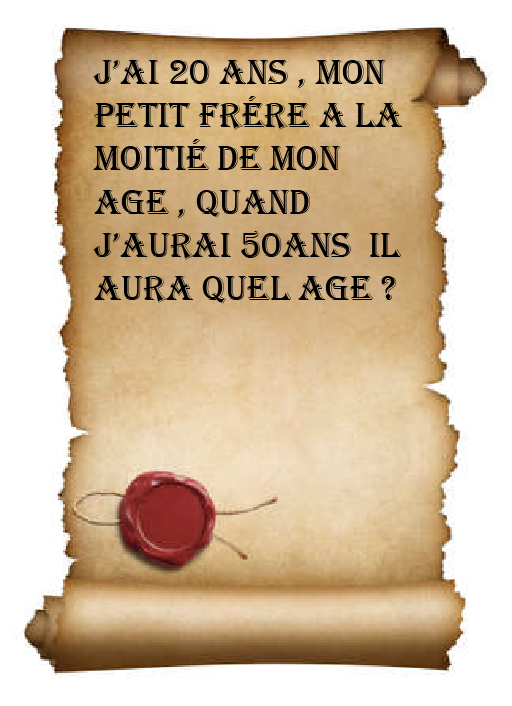 J'AI 20 ANS , MON
PETIT FRÉRE A LA
MOITIÉ DE MON
AGE , QUAND
J'AURAI 50ANS  IL
AURA QUEL AGE ?